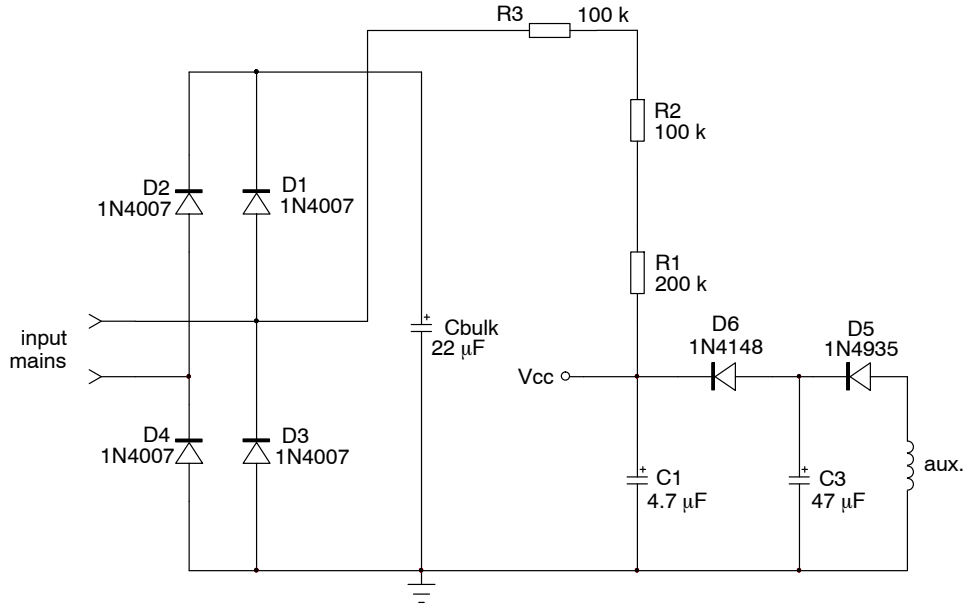 R3
100 k
R2
100 k
D2
1N4007
D1
1N4007
R1
200 k
input
mains
Cbulk
22 μF
D6
1N4148
D5
1N4935
Vcc
D4
1N4007
D3
1N4007
C1
4.7 μF
C3
47 μF
aux.
+
+
+